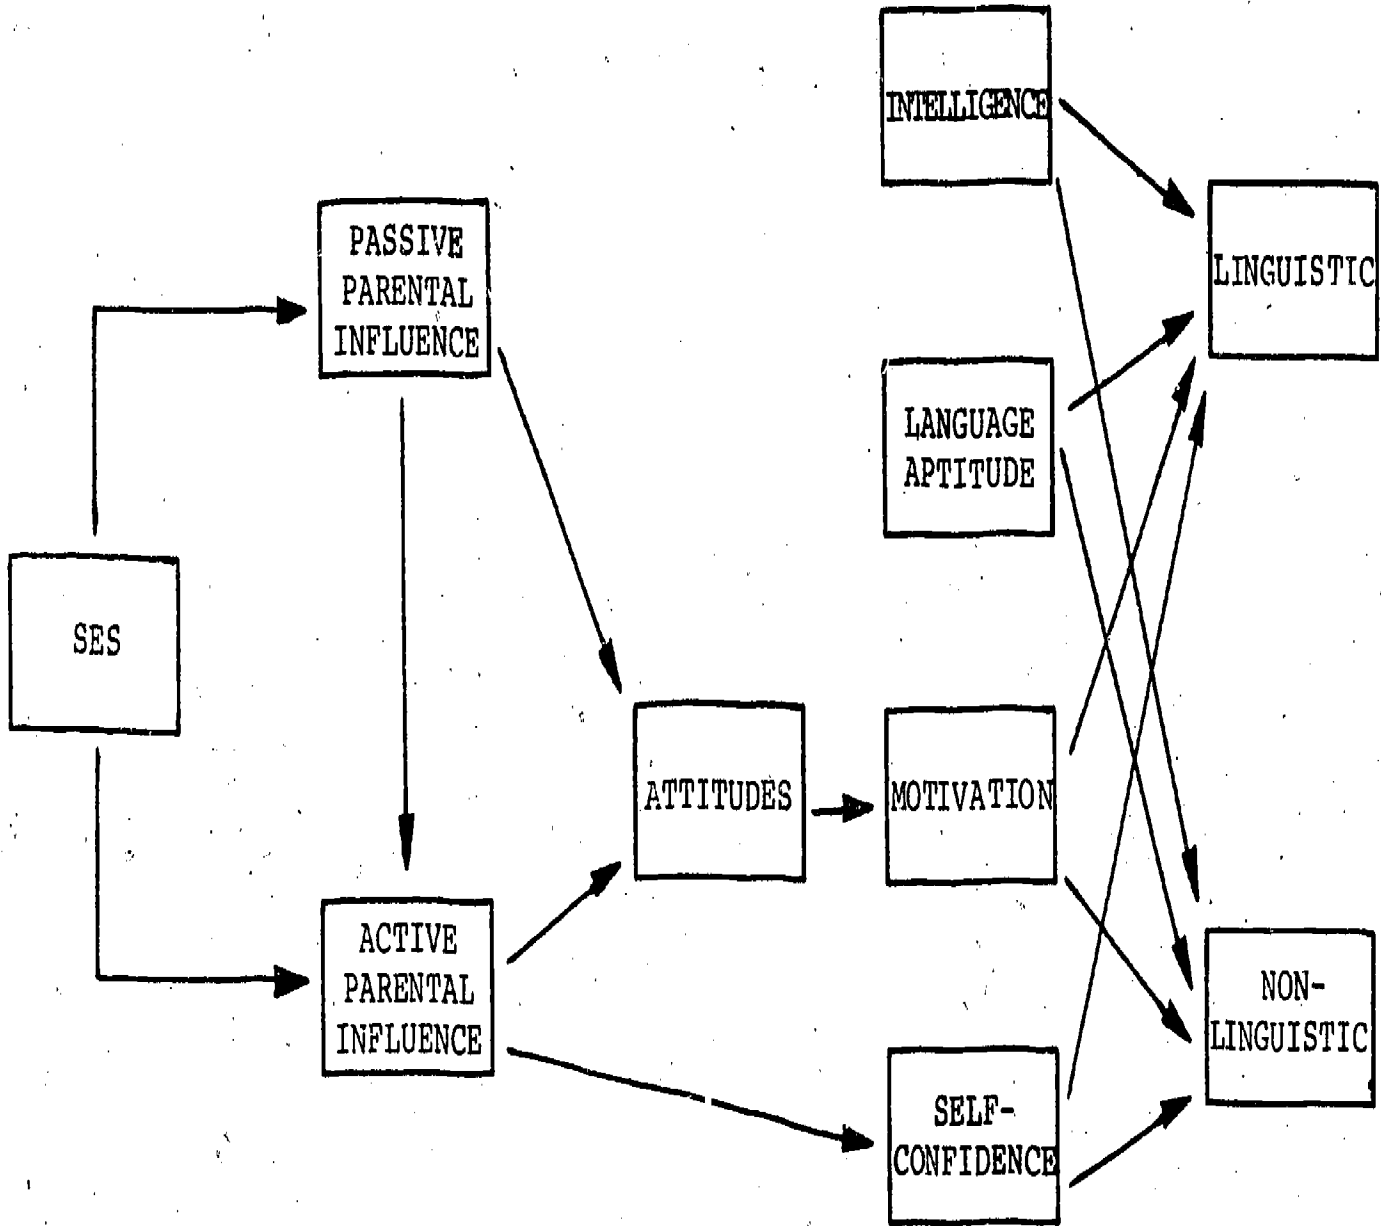 INTELLIGENCE
LINGUISTIC
PASSIVE
PARENTAL
INFLUENCE
LANGUAGE
APTITUDE
SES
ATTITUDES
MOTIVATION
ACTIVE
PARENTAL
INFLUENCE
NON-
LINGUISTIC
SELF-
CONFIDENCE